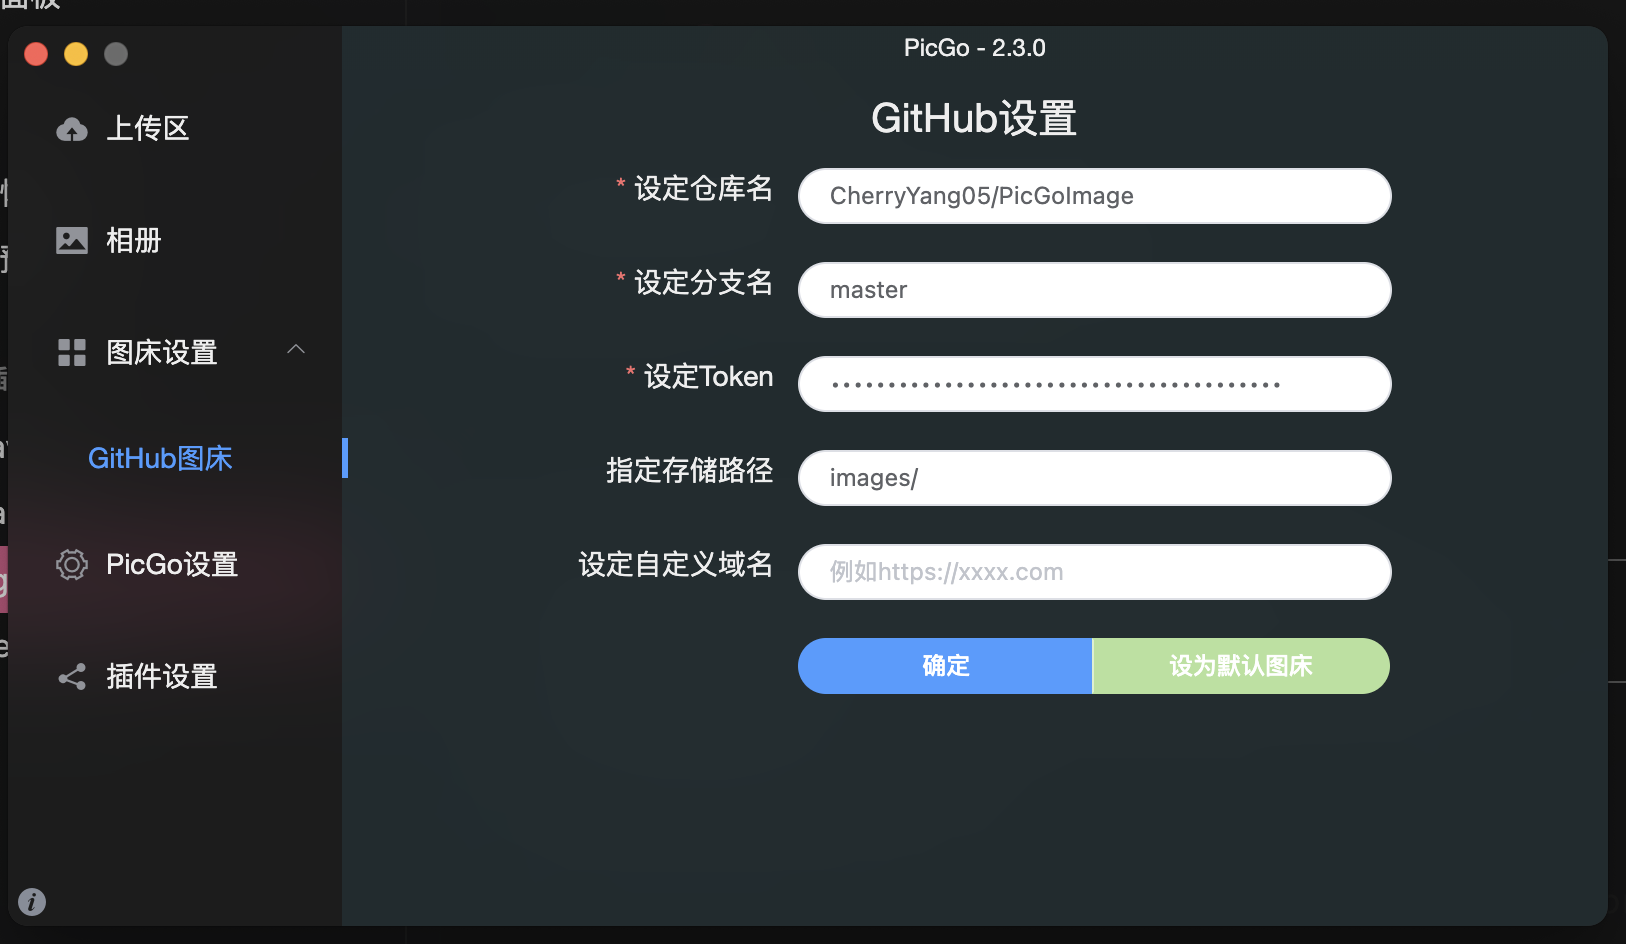 面板
PicGo - 2.3.0
上传区
相册
图床设置
GitHub图床
PicGo设置
插件设置
GitHub设置
* 设定仓库名
CherryYang05/PicGoImage
* 设定分支名
master
* 设定Token
指定存储路径
images/
设定自定义域名
例如https://xxxx.com
确定
设为默认图床